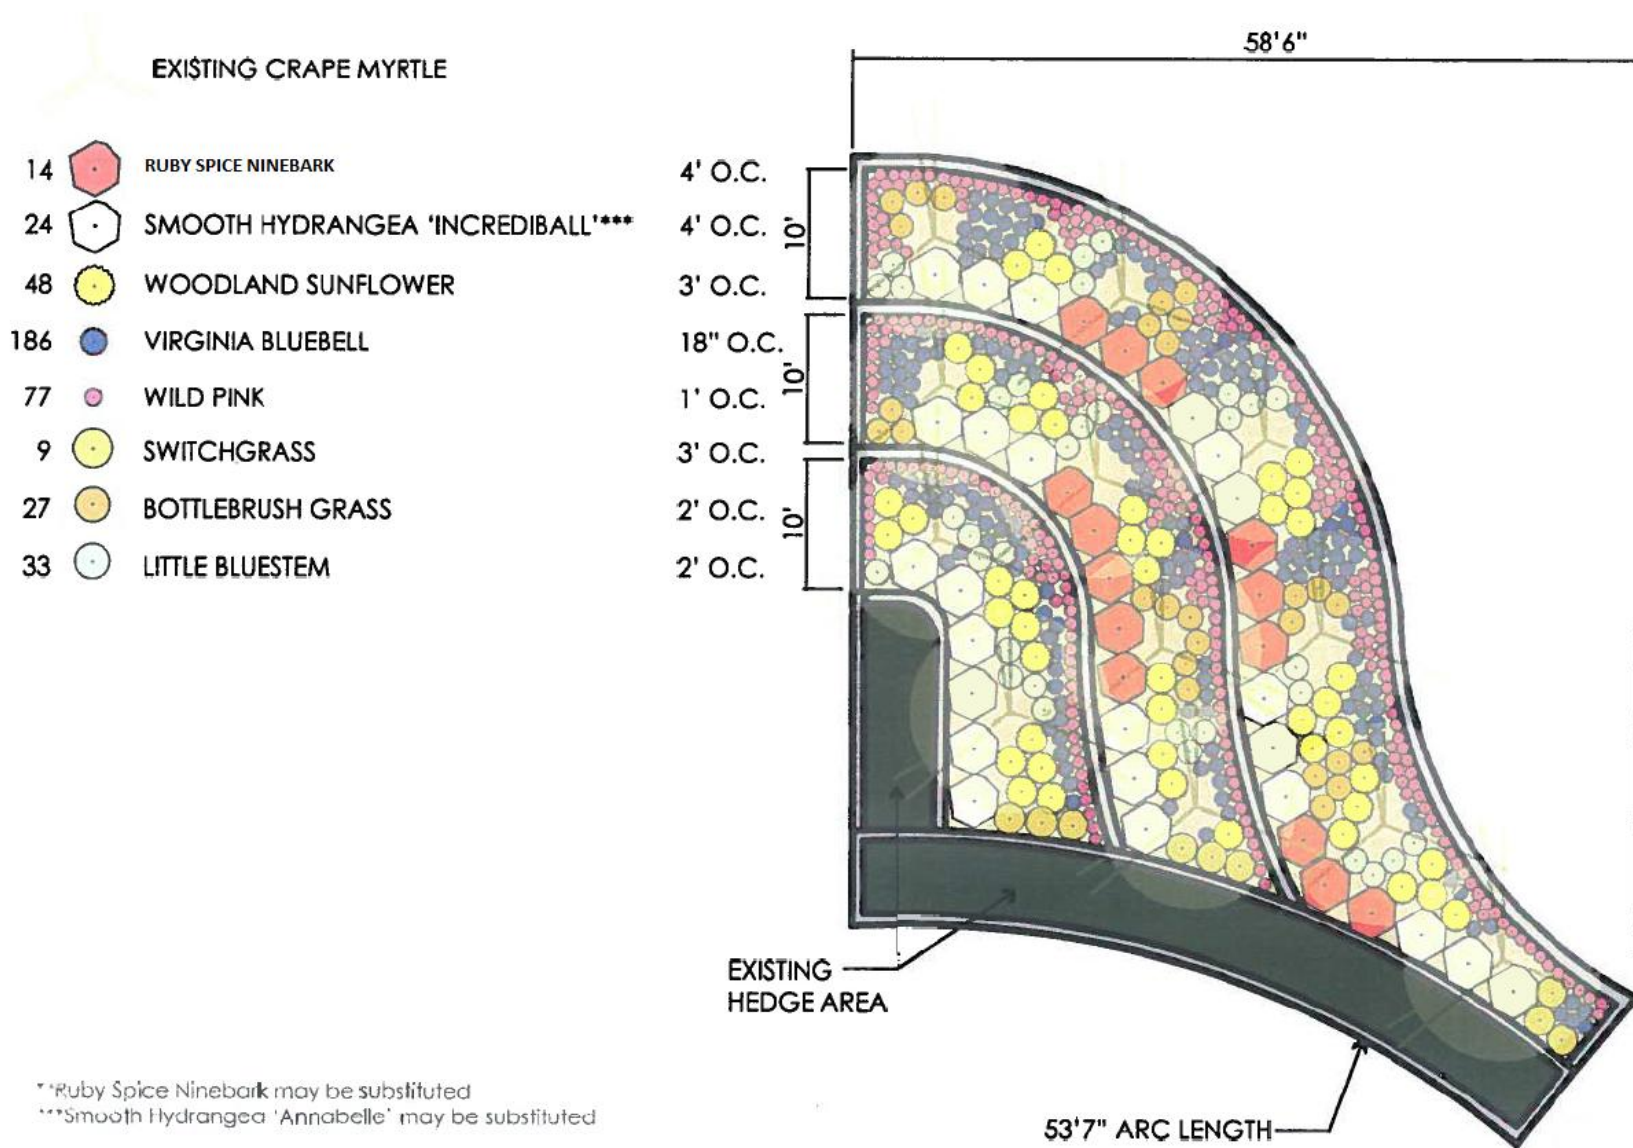 58'6"
EXISTING CRAPE MYRTLE
14 RUBY SPICE NINEBARK 4' O.C.
24 SMOOTH HYDRANGEA 'INCREDIBALL'*** 4' O.C.
48 WOODLAND SUNFLOWER 3' O.C.
186 VIRGINIA BLUEBELL 18" O.C.
77 WILD PINK 1' O.C.
9 SWITCHGRASS 3' O.C.
27 BOTTLEBRUSH GRASS 2' O.C.
33 LITTLE BLUESTEM 2' O.C.
10'
10'
10'
EXISTING
HEDGE AREA
53'7" ARC LENGTH
**Ruby Spice Ninebark may be substituted
***Smooth Hydrangea 'Annabelle' may be substituted